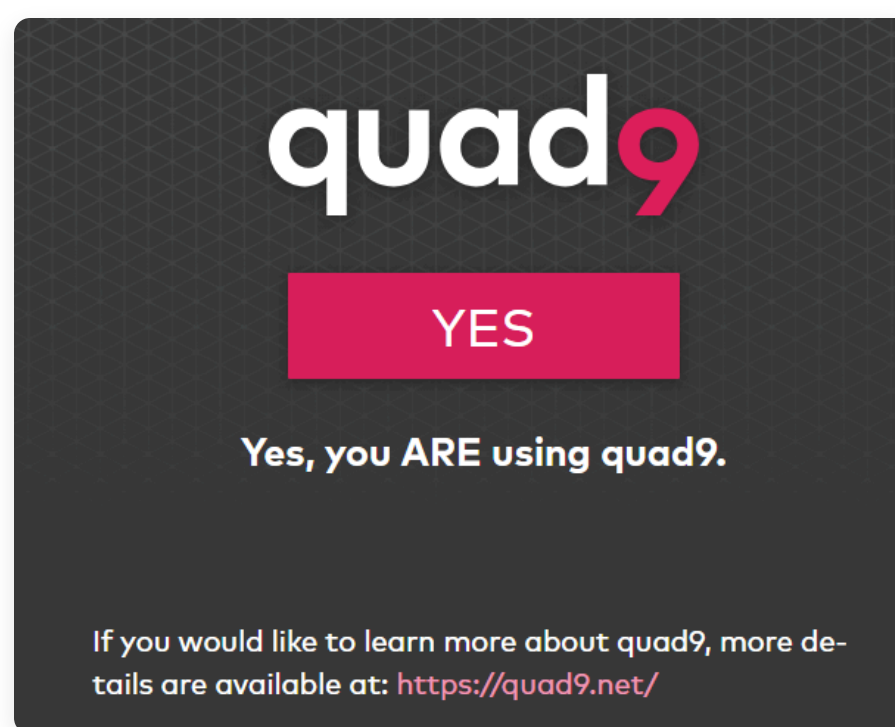 quad9
YES
Yes, you ARE using quad9.
If you would like to learn more about quad9, more de-
tails are available at: https://quad9.net/